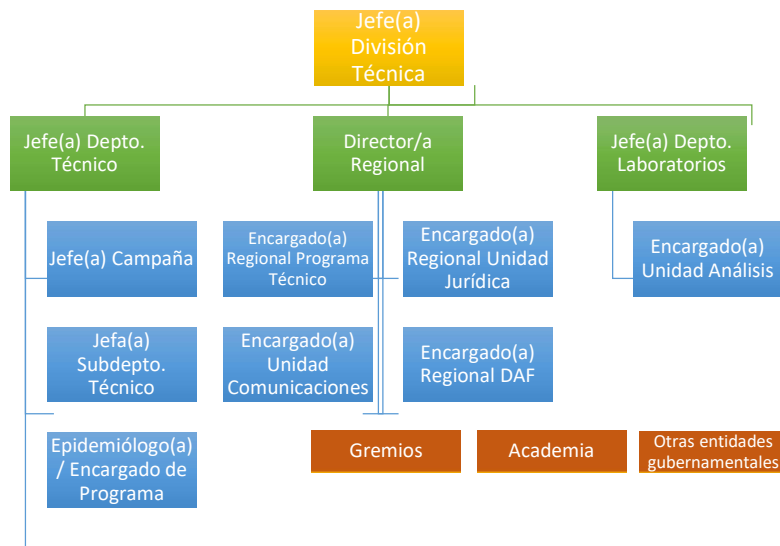 Jefe(a)
División
Técnica
Jefe(a) Depto.
Técnico
Director/a
Regional
Jefe(a) Depto.
Laboratorios
Jefe(a) Campaña
Encargado(a)
Regional Programa
Técnico
Encargado(a)
Regional Unidad
Jurídica
Encargado(a)
Unidad Análisis
Jefa(a)
Subdepto.
Técnico
Encargado(a)
Unidad
Comunicaciones
Encargado(a)
Regional DAF
Epidemiólogo(a)
/ Encargado de
Programa
Gremios
Academia
Otras entidades
gubernamentales